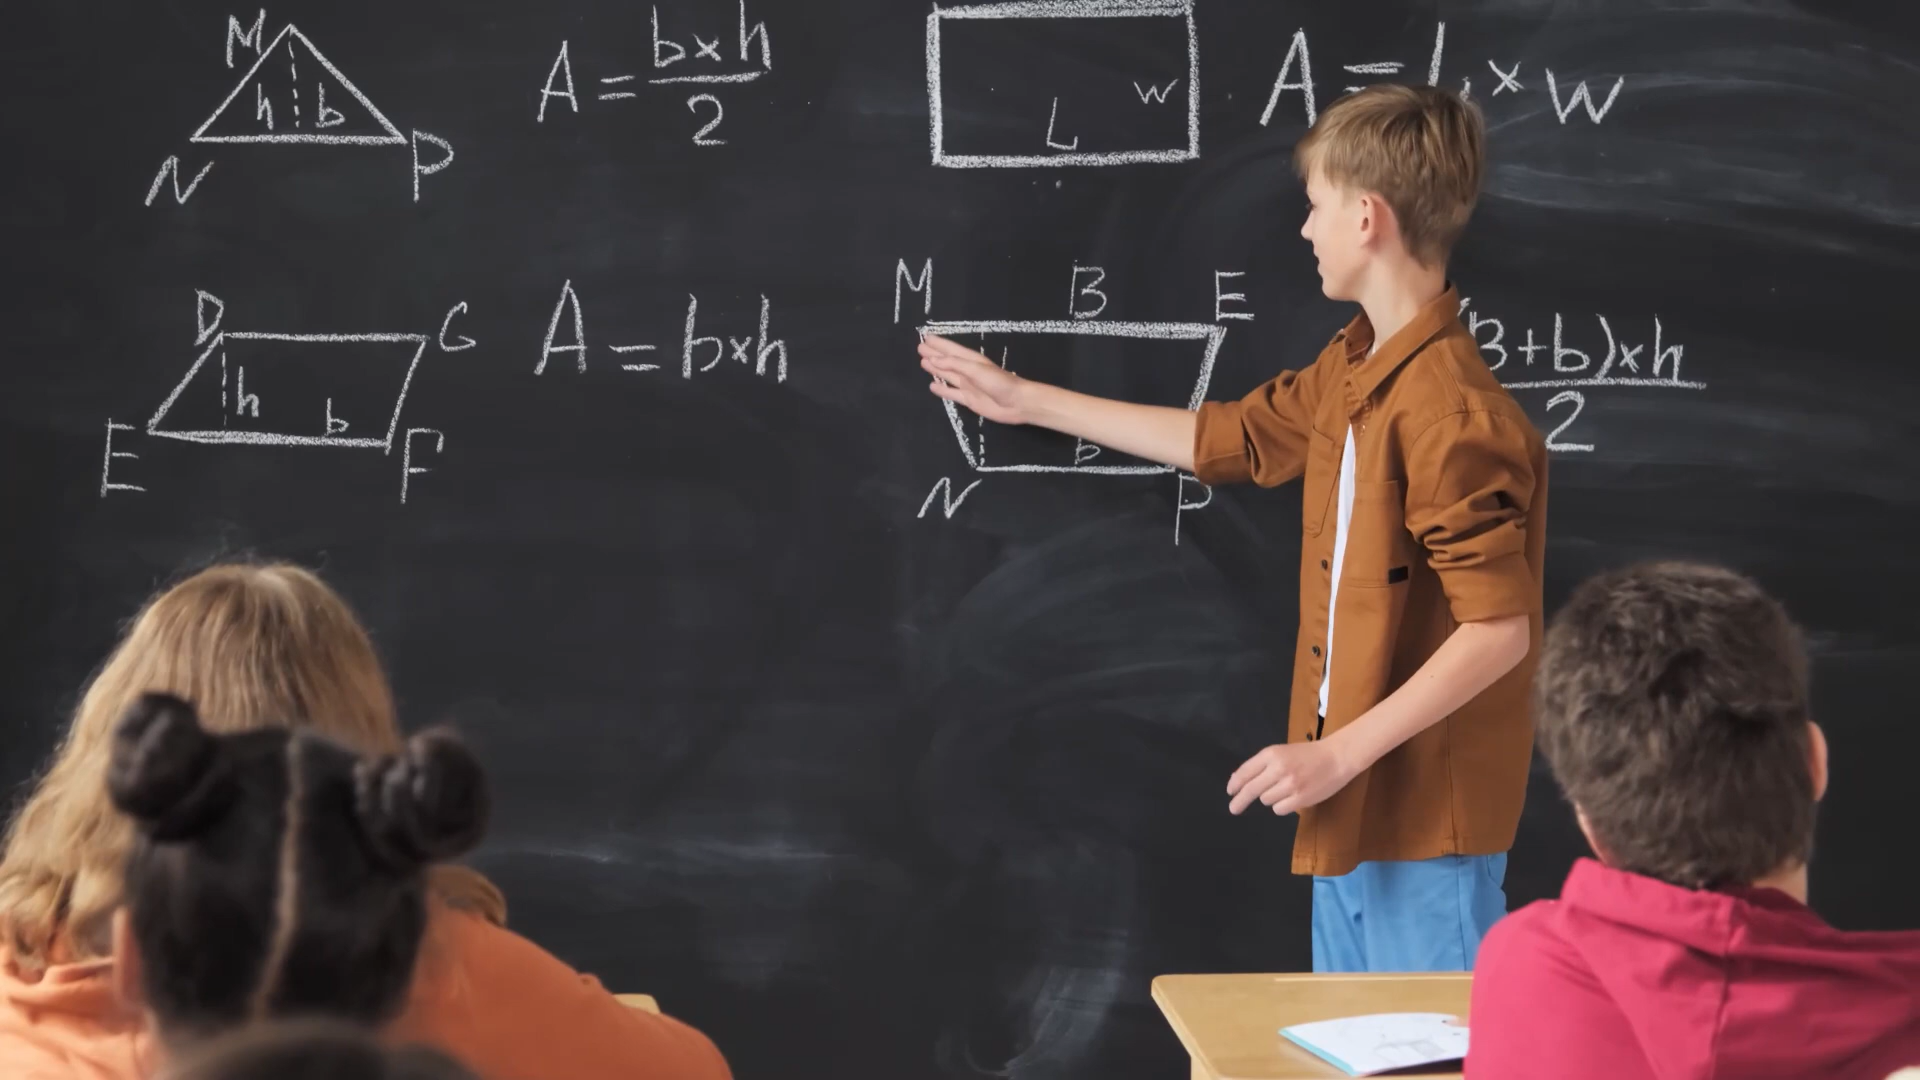 M
h b
N P
A = b×h
2
W
L
A = L × W
D G
h b
E F
A = b×h
M B E
b
N P
B+b)×h
2